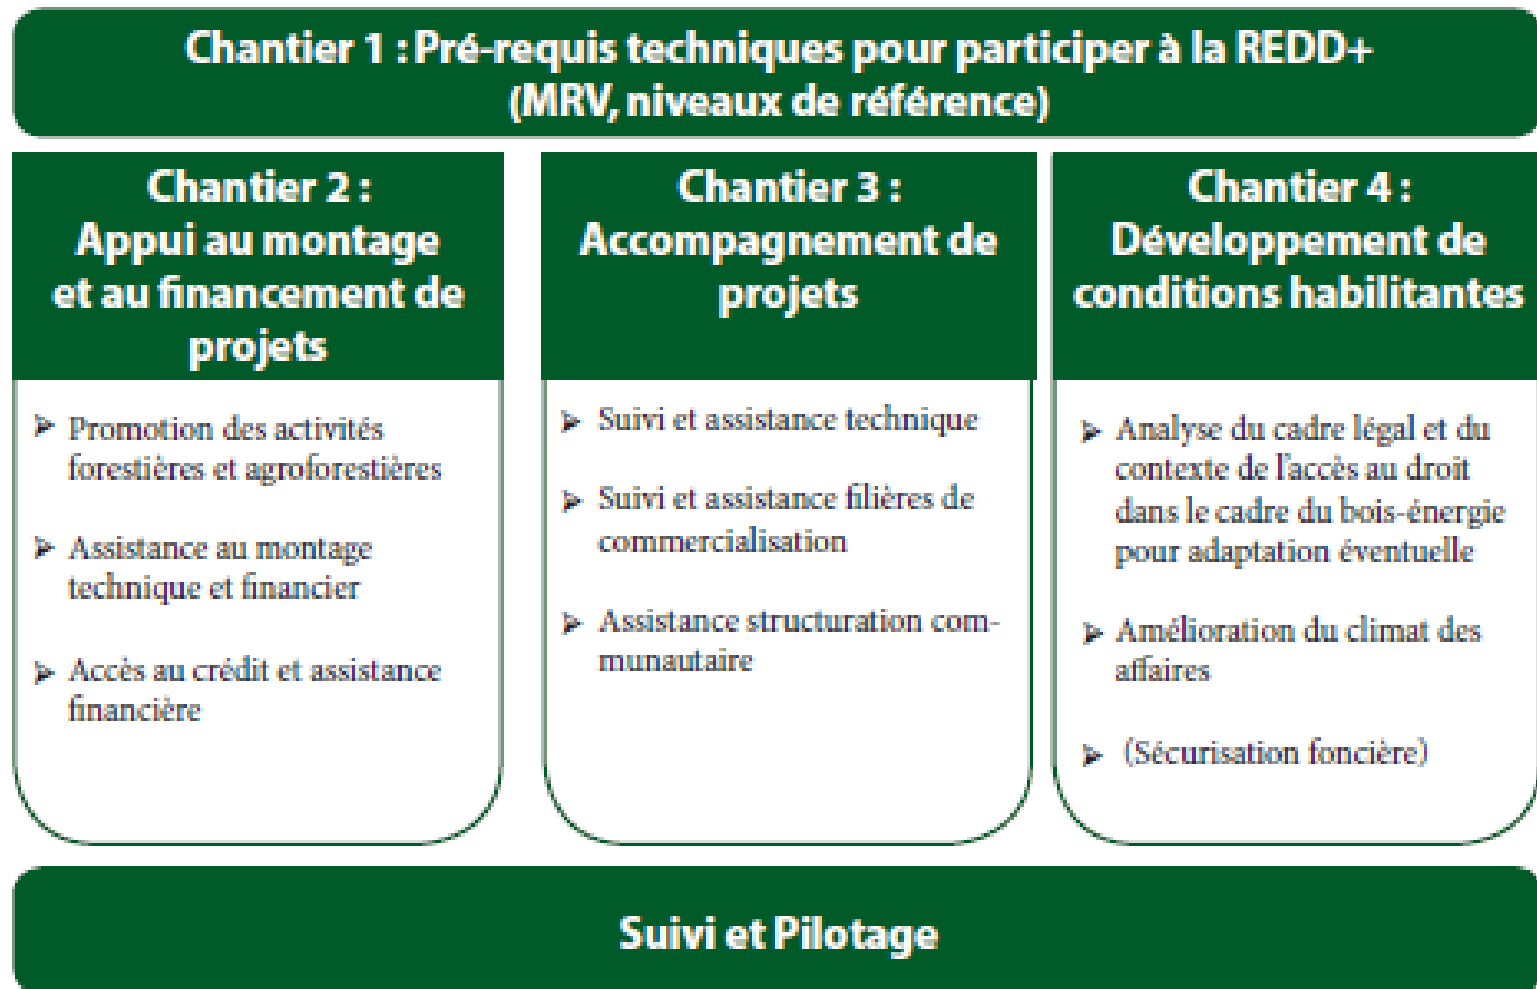 Chantier 1 : Pré-requis techniques pour participer à la REDD+
(MRV, niveaux de référence)
Chantier 2 :
Appui au montage
et au financement de
projets
➢ Promotion des activités
forestières et agroforestières
➢ Assistance au montage
technique et financier
➢ Accès au crédit et assistance
financière
Chantier 3 :
Accompagnement de
projets
➢ Suivi et assistance technique
➢ Suivi et assistance filières de
commercialisation
➢ Assistance structuration com-
munautaire
Chantier 4 :
Développement de
conditions habilitantes
➢ Analyse du cadre légal et du
contexte de l'accès au droit
dans le cadre du bois-énergie
pour adaptation éventuelle
➢ Amélioration du climat des
affaires
➢ (Sécurisation foncière)
Suivi et Pilotage